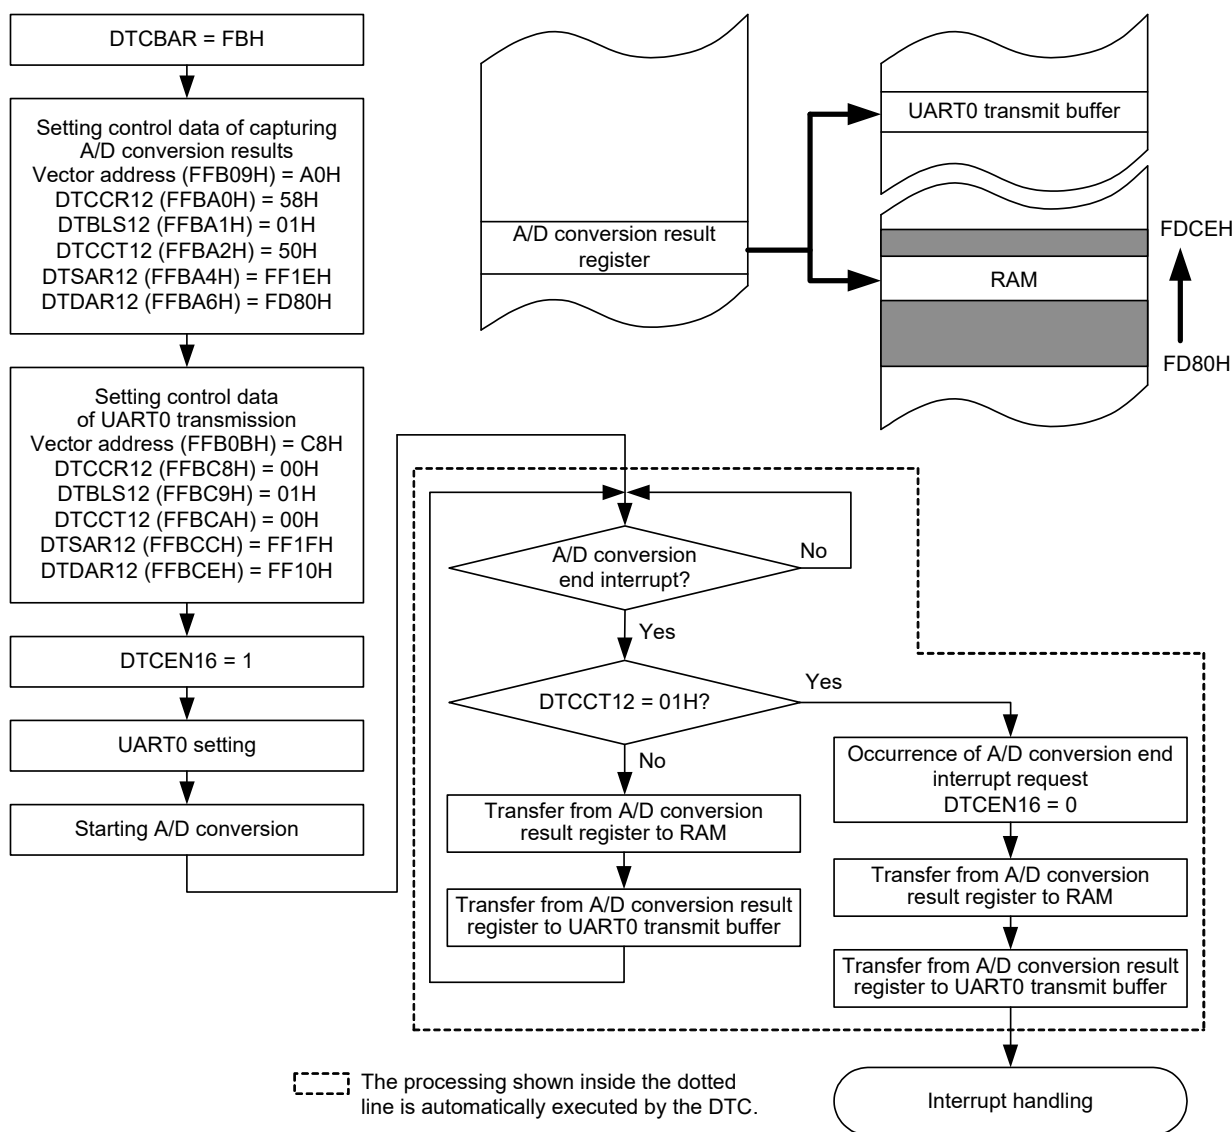 DTCBAR = FBH
Setting control data of capturing
A/D conversion results
Vector address (FFB09H) = A0H
DTCCR12 (FFBA0H) = 58H
DTBLS12 (FFBA1H) = 01H
DTCCT12 (FFBA2H) = 50H
DTSAR12 (FFBA4H) = FF1EH
DTDAR12 (FFBA6H) = FD80H
Setting control data
of UART0 transmission
Vector address (FFB0BH) = C8H
DTCCR12 (FFBC8H) = 00H
DTBLS12 (FFBC9H) = 01H
DTCCT12 (FFBCAH) = 00H
DTSAR12 (FFBCCH) = FF1FH
DTDAR12 (FFBCEH) = FF10H
DTCEN16 = 1
UART0 setting
Starting A/D conversion
A/D conversion result
register
UART0 transmit buffer
RAM
FDCEH
FD80H
A/D conversion
end interrupt?
No
Yes
DTCCT12 = 01H?
Yes
No
Transfer from A/D conversion
result register to RAM
Transfer from A/D conversion result
register to UART0 transmit buffer
Occurrence of A/D conversion end
interrupt request
DTCEN16 = 0
Transfer from A/D conversion
result register to RAM
Transfer from A/D conversion result
register to UART0 transmit buffer
Interrupt handling
The processing shown inside the dotted
line is automatically executed by the DTC.